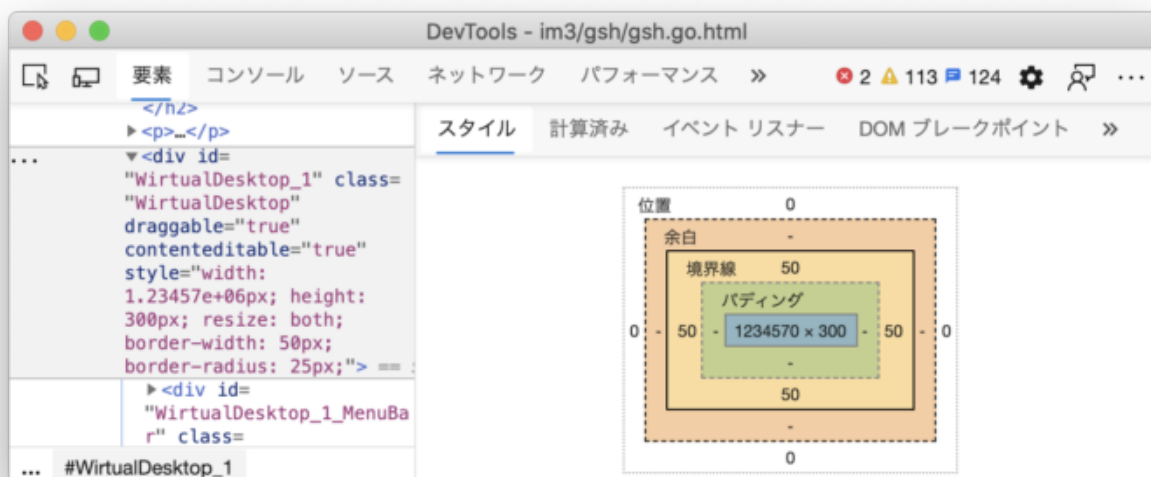 DevTools - im3/gsh/gsh.go.html
要素 コンソール ソース ネットワーク パフォーマンス » 2 113 124 ...
</h2>
<p>…</p>
スタイル 計算済み イベント リスナー DOM ブレークポイント »
... <div id=
"WirtualDesktop_1" class=
"WirtualDesktop"
draggable="true"
contenteditable="true"
style="width:
1.23457e+06px; height:
300px; resize: both;
border-width: 50px;
border-radius: 25px;"> ==
<div id=
"WirtualDesktop_1_MenuBa
r" class=
... #WirtualDesktop_1
位置 0
余白 -
境界線 50
パディング
0 - 50 - 1234570 × 300 - 50 - 0
-
50
-
0